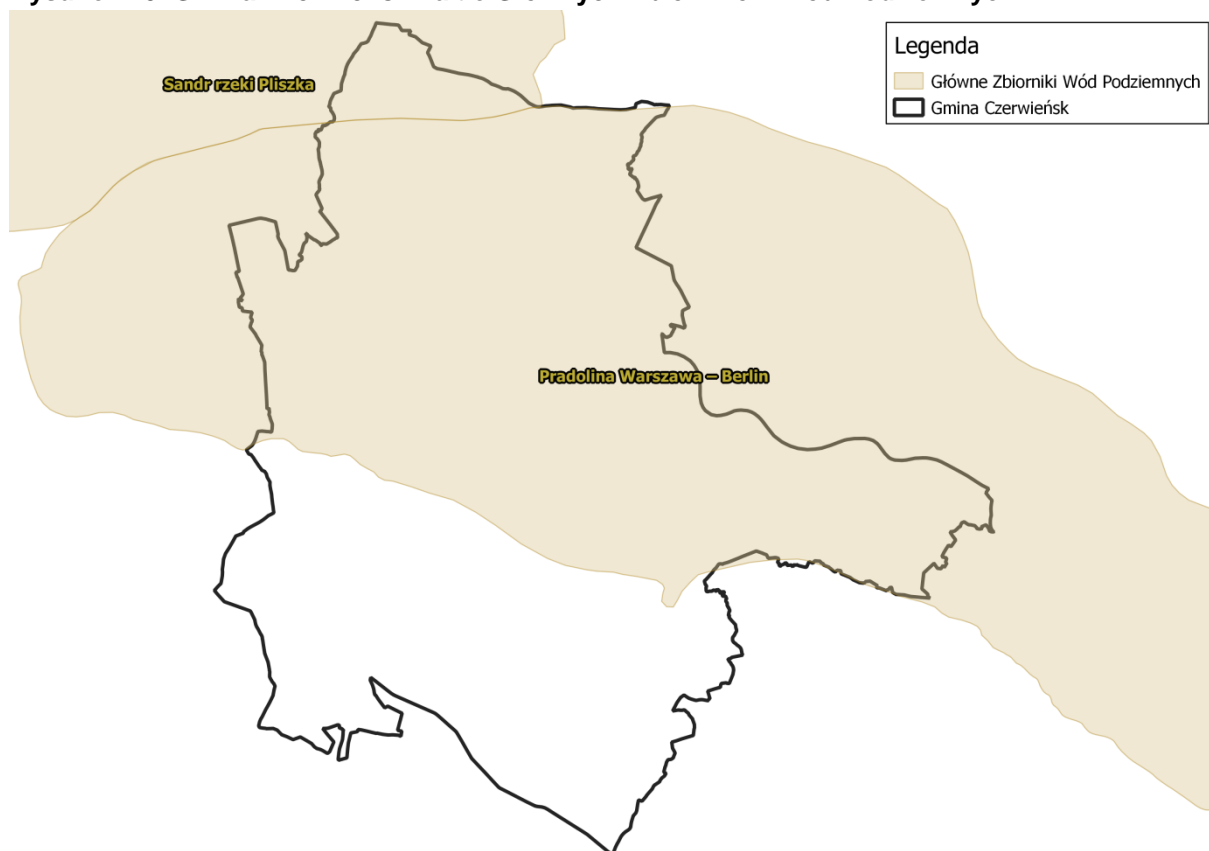 Legenda
Główne Zbiorniki Wód Podziemnych
Gmina Czerwieńsk
Sandr rzeki Pliszka
Pradolina Warszawa – Berlin